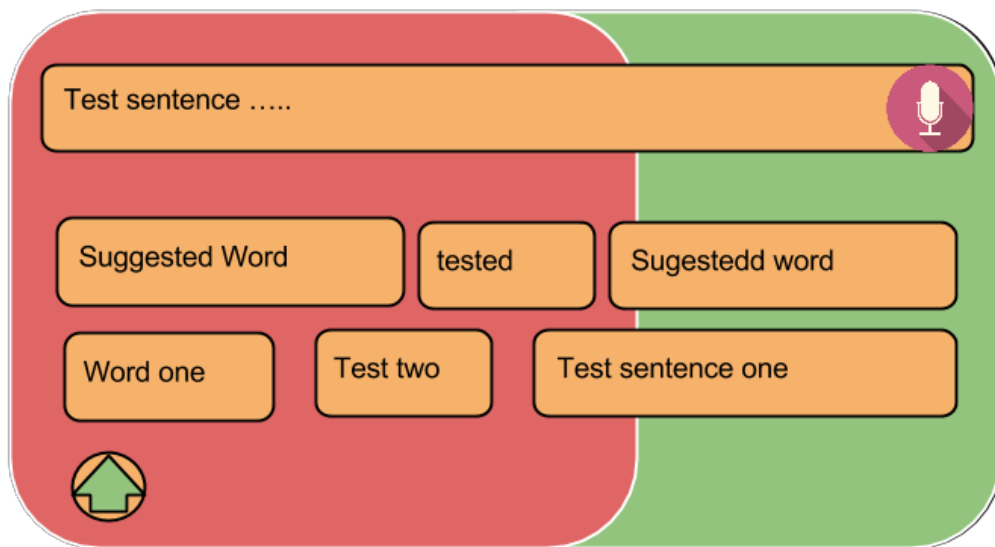 Test sentence .....
Suggested Word
tested
Sugestedd word
Word one
Test two
Test sentence one